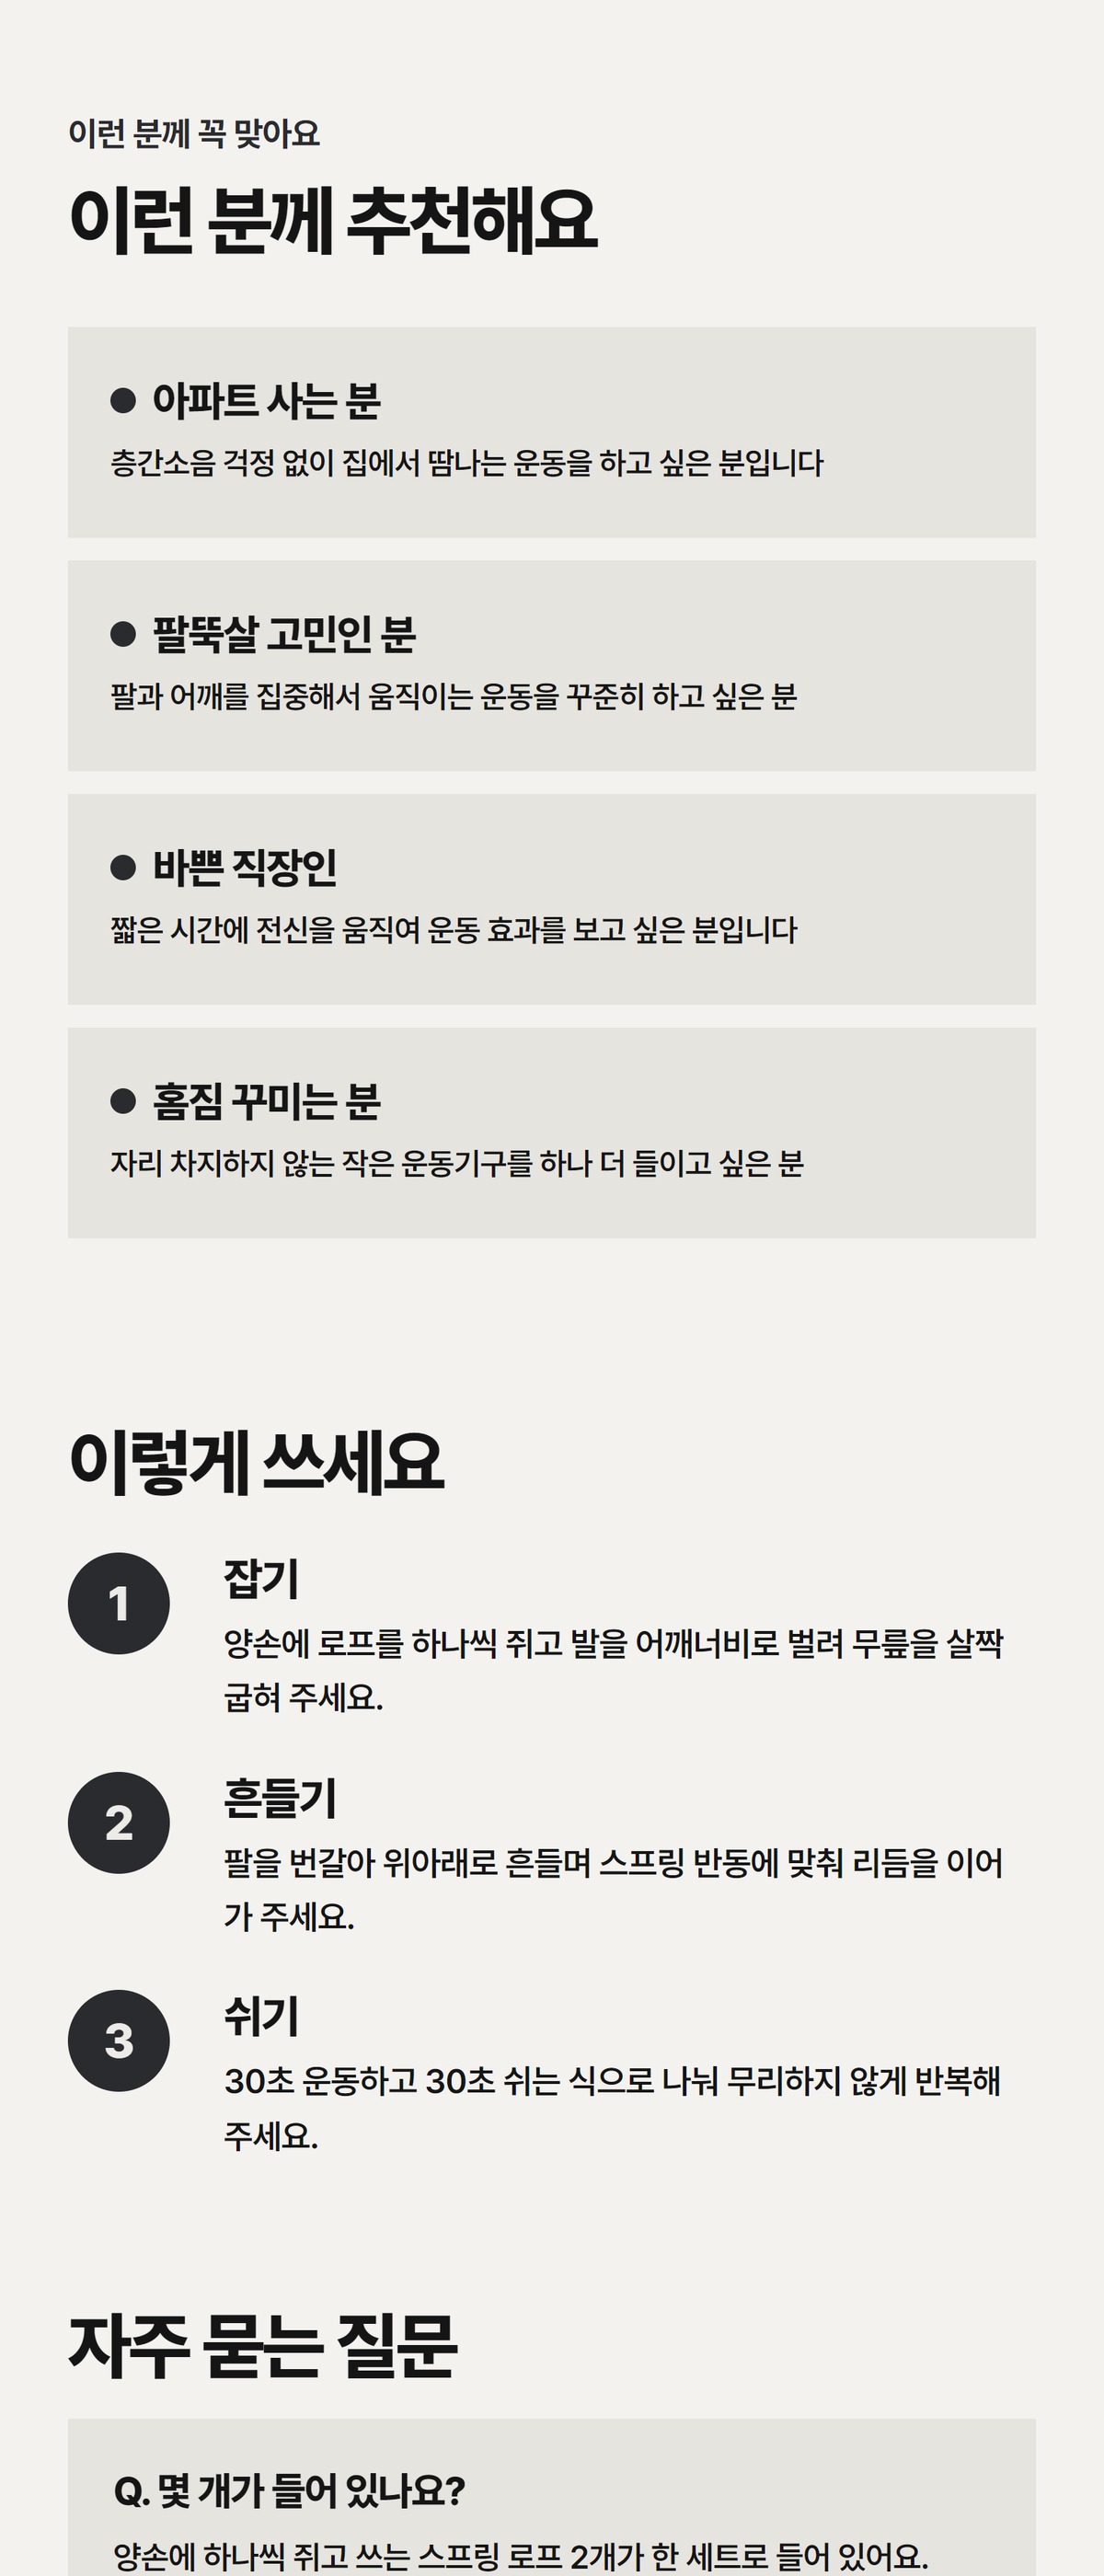 이런 분께 꼭 맞아요
이런 분께 추천해요
아파트 사는 분
층간소음 걱정 없이 집에서 땀나는 운동을 하고 싶은 분입니다
팔뚝살 고민인 분
팔과 어깨를 집중해서 움직이는 운동을 꾸준히 하고 싶은 분
바쁜 직장인
짧은 시간에 전신을 움직여 운동 효과를 보고 싶은 분입니다
홈짐 꾸미는 분
자리 차지하지 않는 작은 운동기구를 하나 더 들이고 싶은 분
이렇게 쓰세요
1
잡기
양손에 로프를 하나씩 쥐고 발을 어깨너비로 벌려 무릎을 살짝
굽혀 주세요.
2
흔들기
팔을 번갈아 위아래로 흔들며 스프링 반동에 맞춰 리듬을 이어
가 주세요.
3
쉬기
30초 운동하고 30초 쉬는 식으로 나눠 무리하지 않게 반복해
주세요.
자주 묻는 질문
Q. 몇 개가 들어 있나요?
양손에 하나씩 쥐고 쓰는 스프링 로프 2개가 한 세트로 들어 있어요.